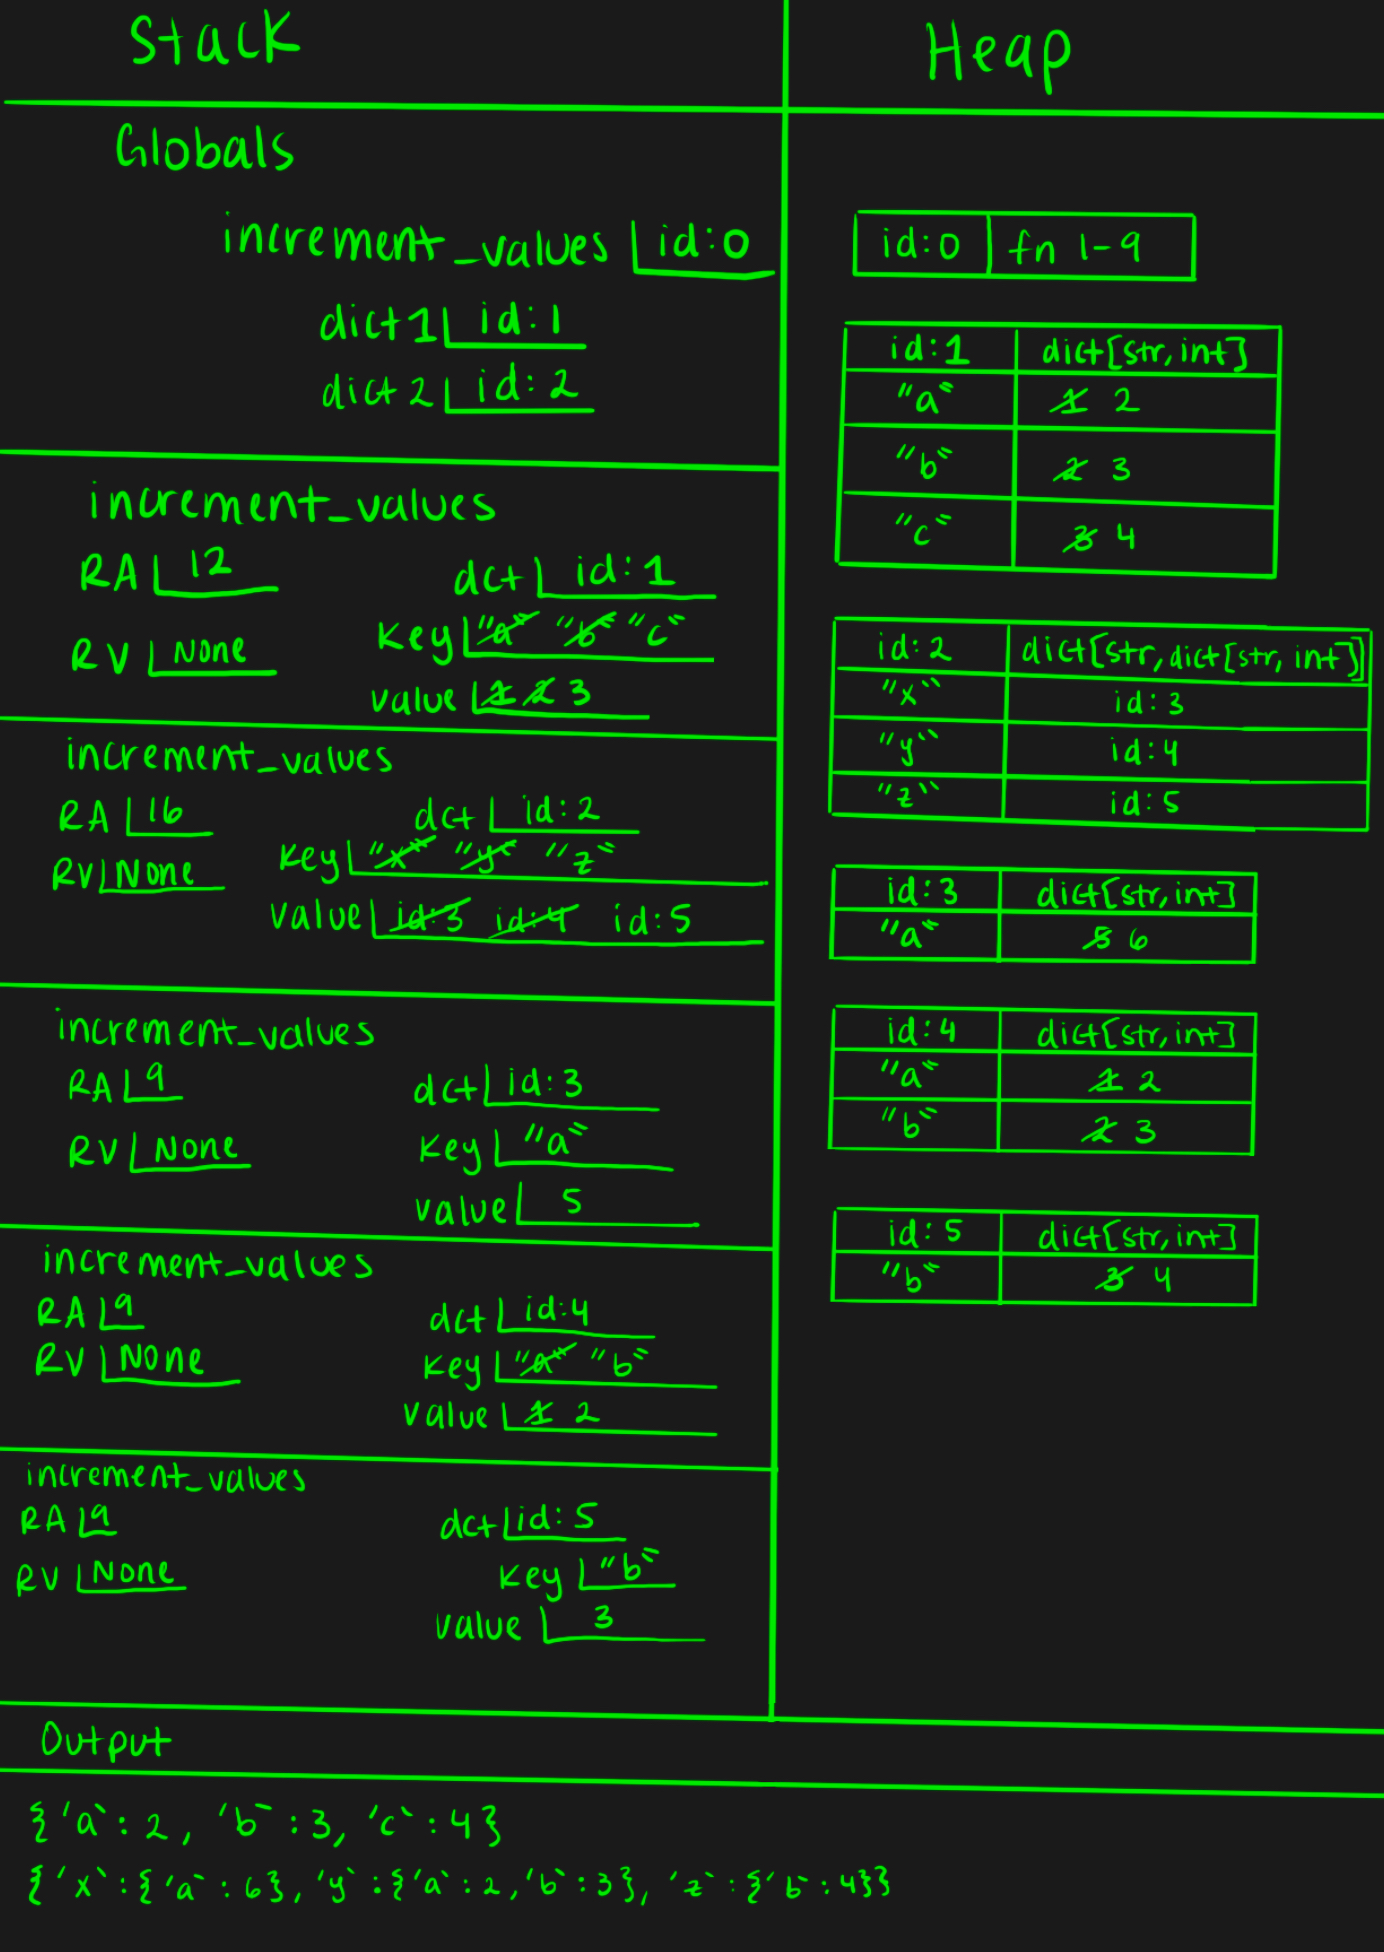 Stack
Heap
Globals
increment_values id:0
dict1 id:1
dict2 id:2
increment_values
RA 12 dct id:1
RV None key "a" "b" "c"
value 1 2 3
increment_values
RA 16 dct id:2
RV None key "x" "y" "z"
value id:3 id:4 id:5
increment_values
RA 9 dct id:3
RV None key "a"
value 5
increment_values
RA 9 dct id:4
RV None key "a" "b"
value 1 2
increment_values
RA 9 dct id:5
RV None key "b"
value 3
id:0 fn 1-9
id:1 dict[str,int]
"a" 1 2
"b" 2 3
"c" 3 4
id:2 dict[str,dict[str, int]]
"x" id:3
"y" id:4
"z" id:5
id:3 dict[str,int]
"a" 5 6
id:4 dict[str,int]
"a" 1 2
"b" 2 3
id:5 dict[str,int]
"b" 3 4
Output
{'a': 2, 'b': 3, 'c': 4}
{'x': {'a': 6}, 'y': {'a': 2, 'b': 3}, 'z': {'b': 4}}